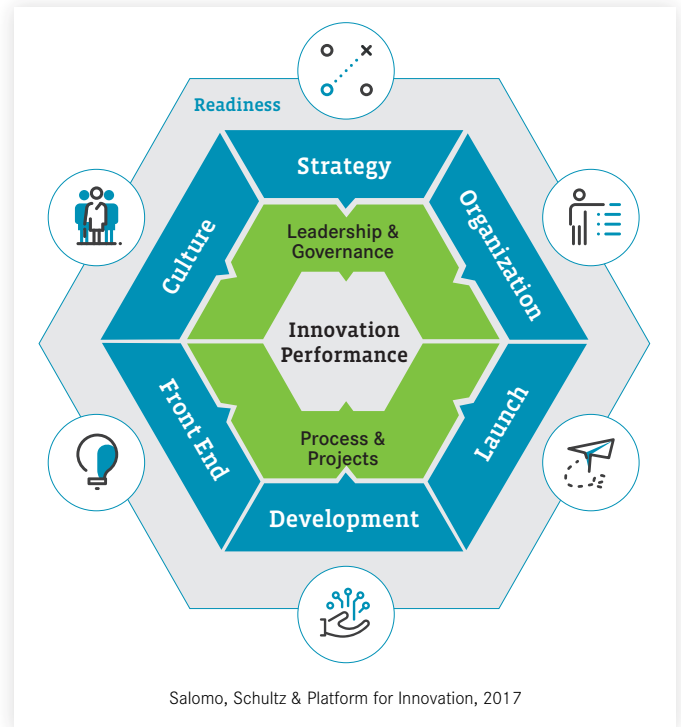 Readiness
Strategy
Culture
Organization
Leadership &
Governance
Innovation
Performance
Front End
Launch
Process &
Projects
Development
Salomo, Schultz & Platform for Innovation, 2017